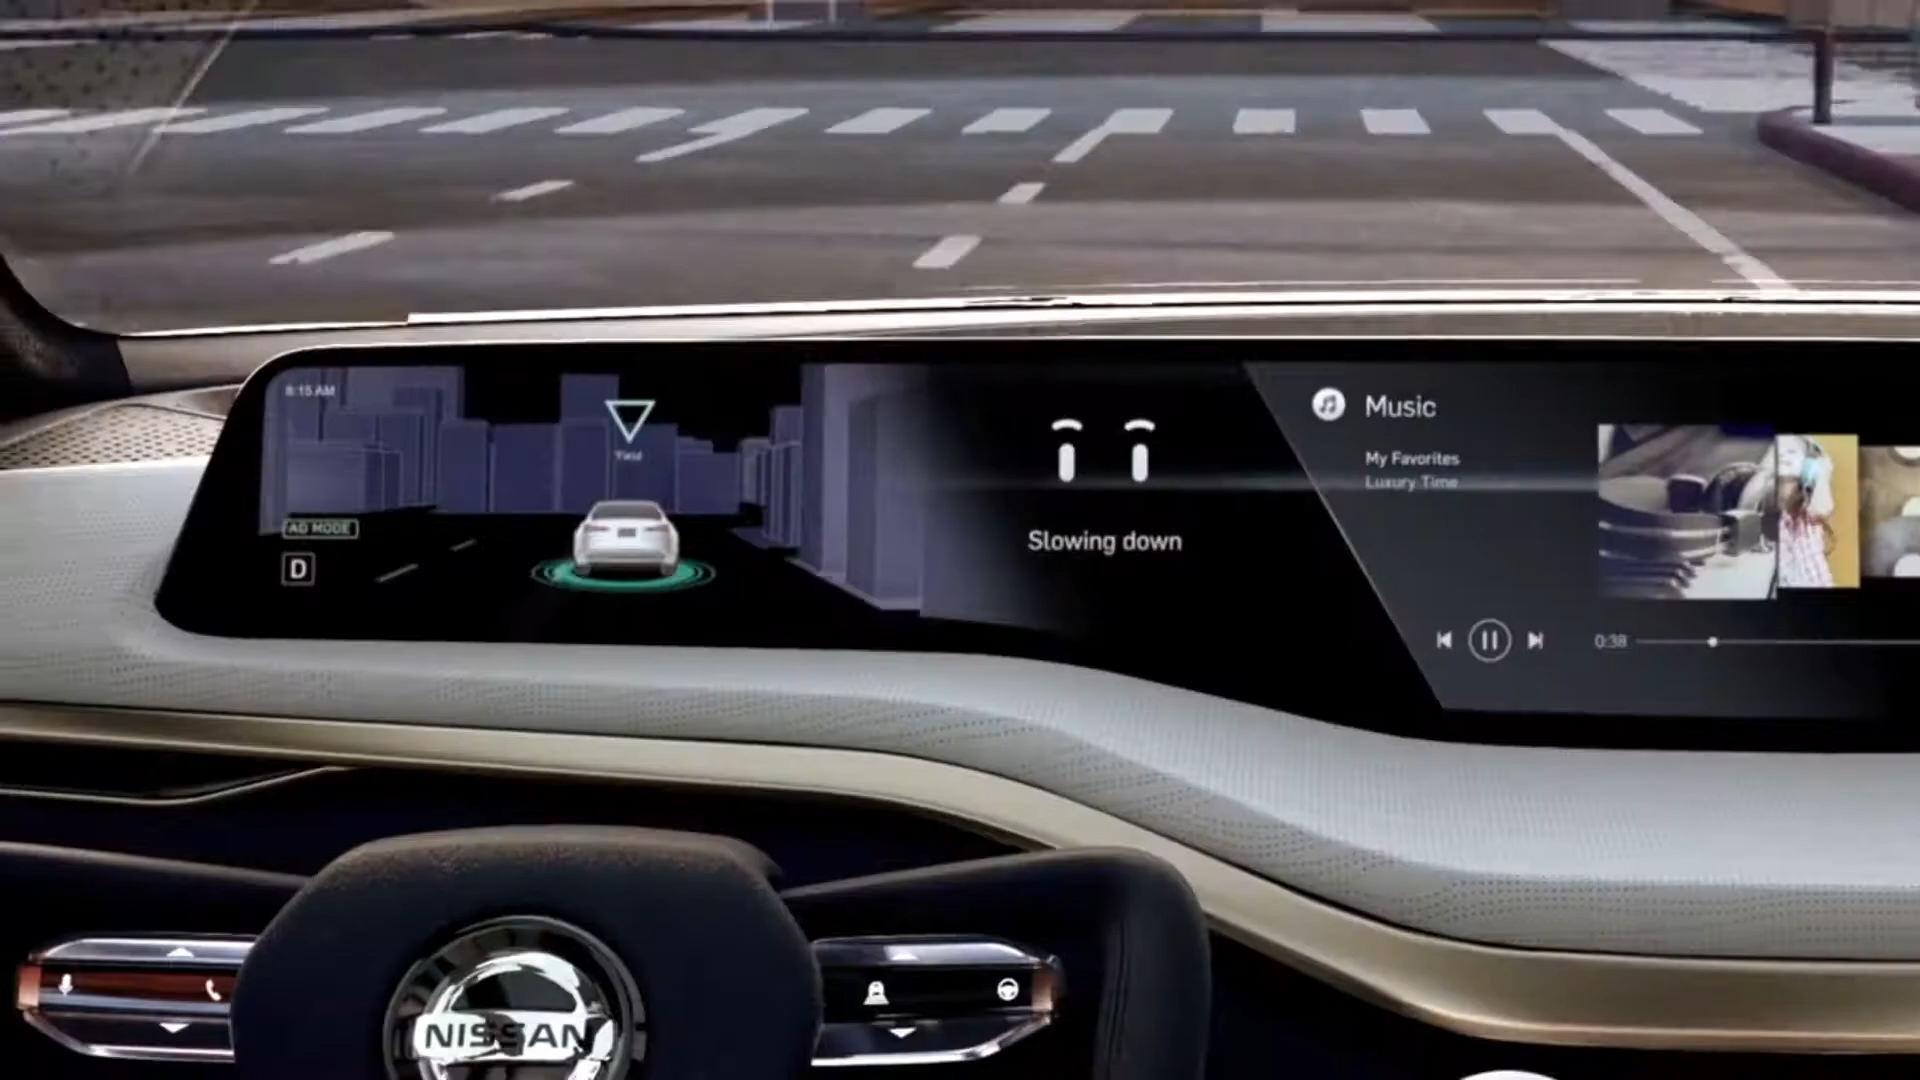 8:15 AM
Yield
AD MODE
D
Slowing down
Music
My Favorites
Luxury Time
0:38
NISSAN